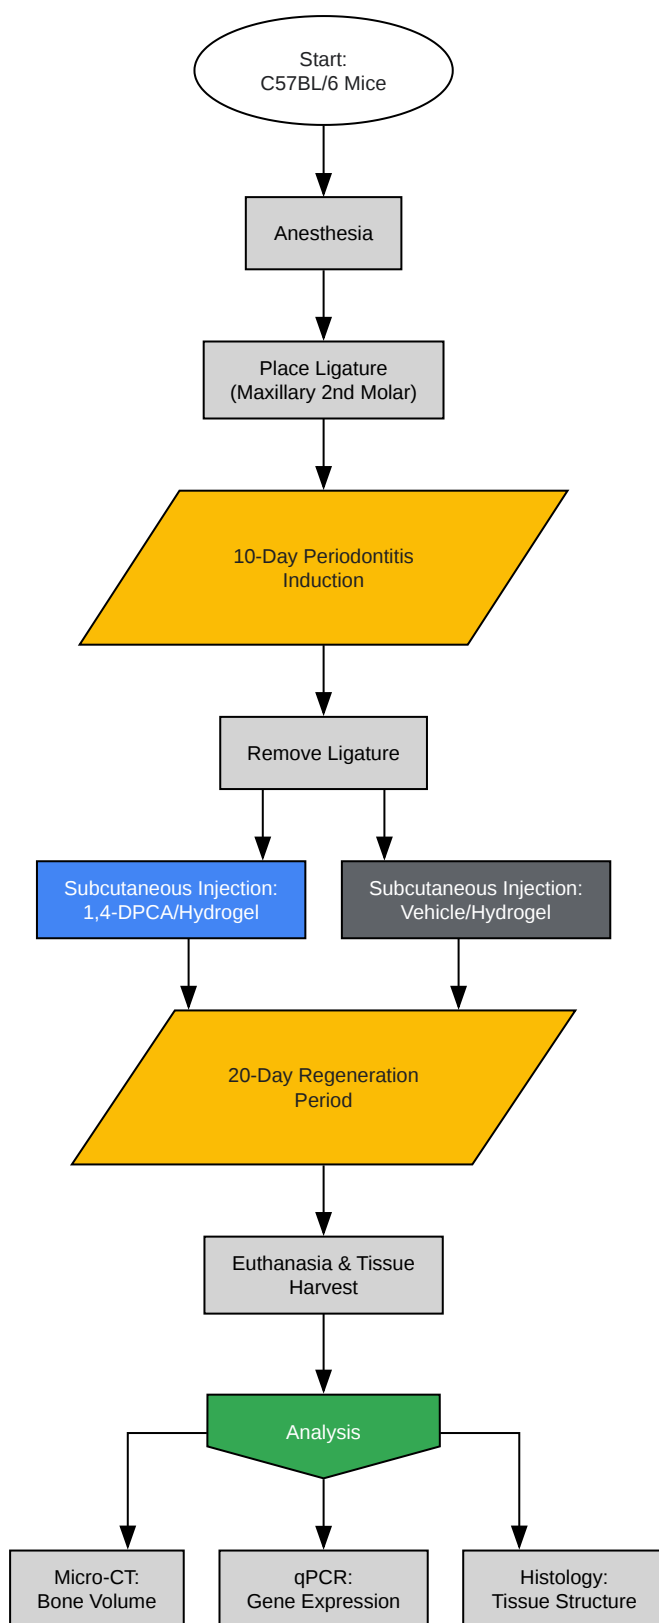 Start:
C57BL/6 Mice
Anesthesia
Place Ligature
(Maxillary 2nd Molar)
10-Day Periodontitis
Induction
Remove Ligature
Subcutaneous Injection:
1,4-DPCA/Hydrogel
Subcutaneous Injection:
Vehicle/Hydrogel
20-Day Regeneration
Period
Euthanasia & Tissue
Harvest
Analysis
Micro-CT:
Bone Volume
qPCR:
Gene Expression
Histology:
Tissue Structure